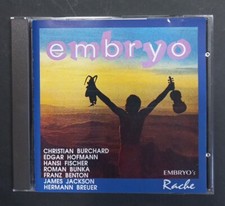 embryo
CHRISTIAN BURCHARD
EDGAR HOFMANN
HANSI FISCHER
ROMAN BUNKA
FRANZ BENTON
JAMES JACKSON
HERMANN BREUER
EMBRYO's
Rache